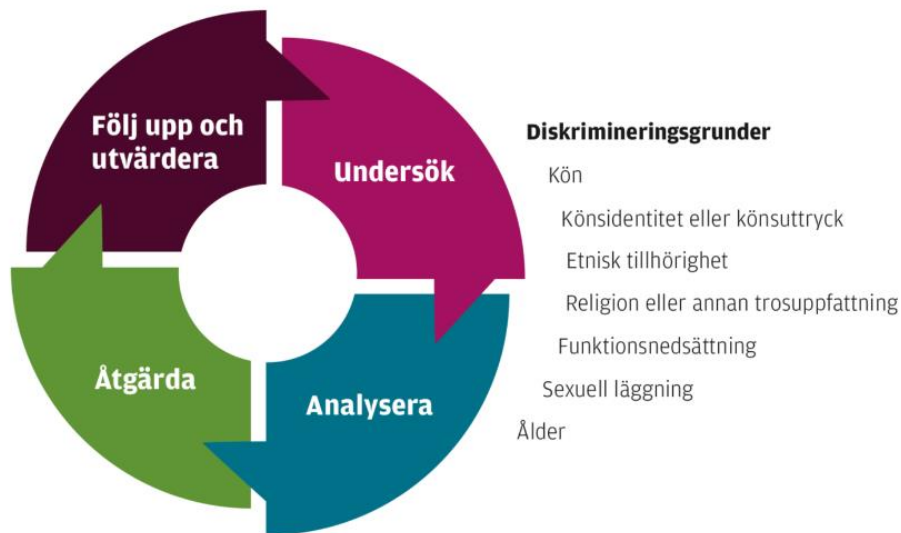 Följ upp och
utvärdera
Undersök
Åtgärda
Analysera
Diskrimineringsgrunder
Kön
Könsidentitet eller könsuttryck
Etnisk tillhörighet
Religion eller annan trosuppfattning
Funktionsnedsättning
Sexuell läggning
Ålder